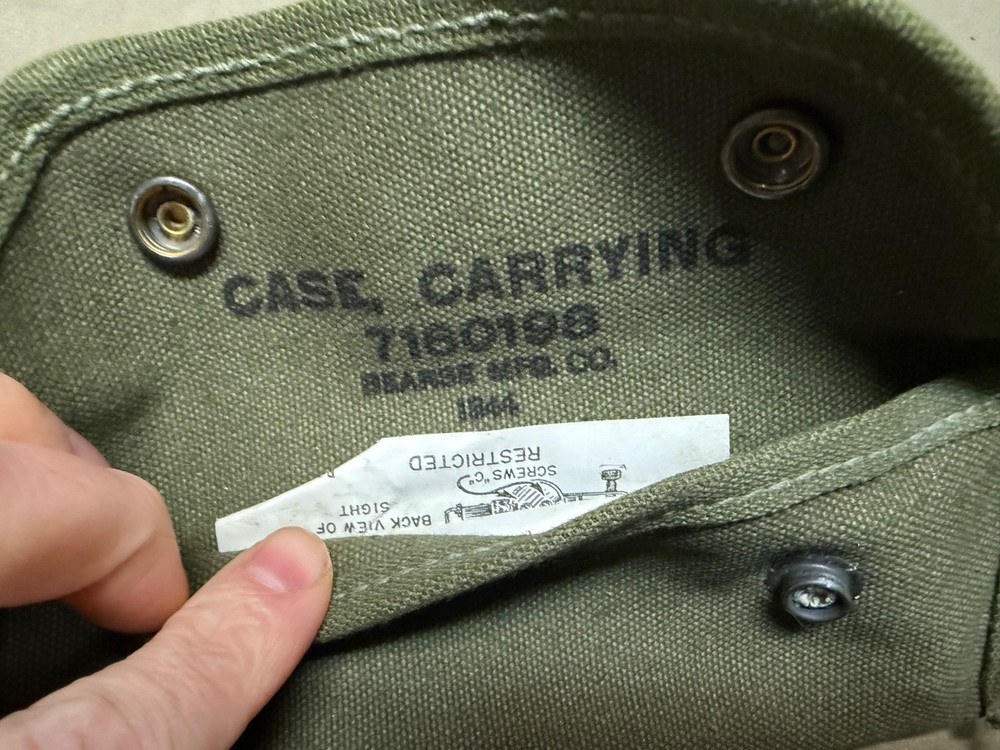 CASE, CARRYING
7160198
BEARSE MFG. CO.
1944
BACK VIEW OF
SIGHT
SCREWS "C"
RESTRICTED